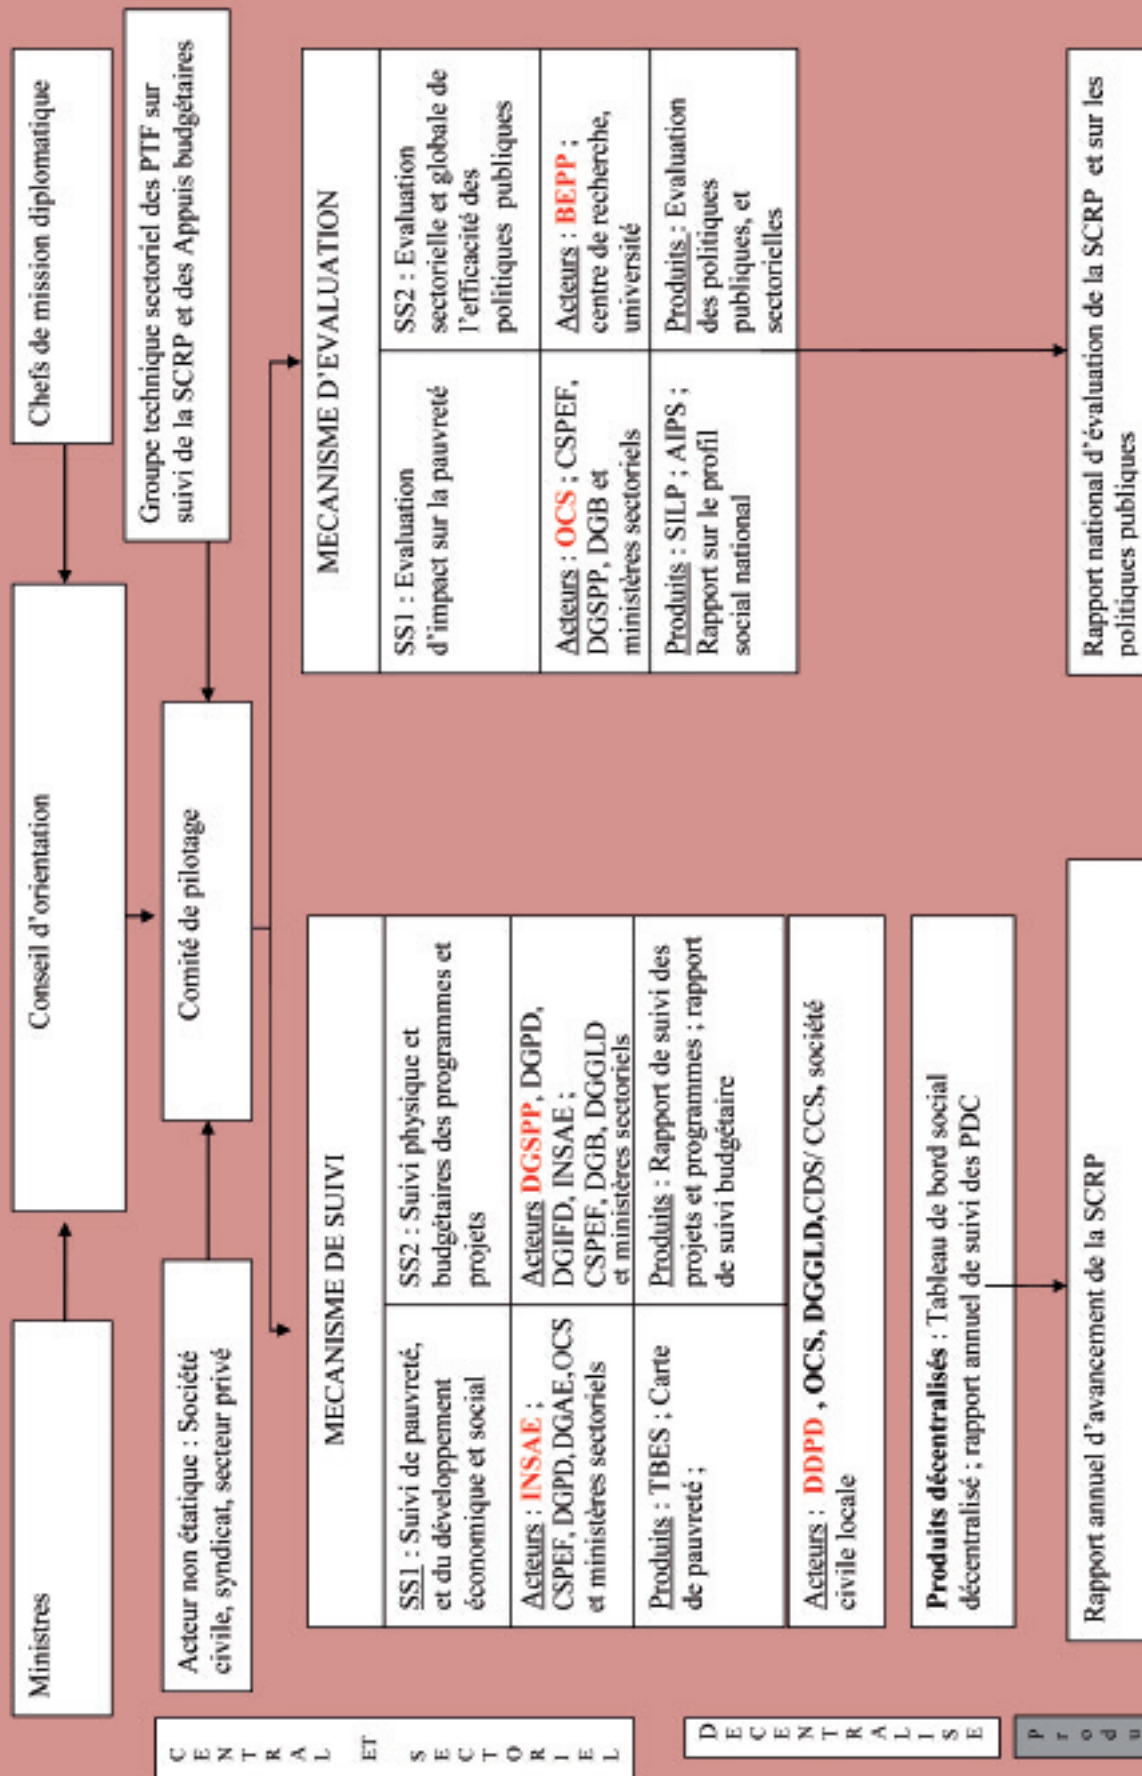 Ministres
Conseil d'orientation
Chefs de mission diplomatique
Acteur non étatique : Société
civile, syndicat, secteur privé
Comité de pilotage
Groupe technique sectoriel des PTF sur
suivi de la SCRP et des Appuis budgétaires
CENTRAL ET SECTORIEL
MECANISME DE SUIVI
SS1 : Suivi de pauvreté,
et du développement
économique et social
SS2 : Suivi physique et
budgétaires des programmes et
projets
Acteurs : INSAE ;
CSPEF, DGPD, DGAE,OCS
et ministères sectoriels
Acteurs DGSPP, DGPD,
DGIFD, INSAE ;
CSPEF, DGB, DGGLD
et ministères sectoriels
Produits : TBES ; Carte
de pauvreté ;
Produits : Rapport de suivi des
projets et programmes ; rapport
de suivi budgétaire
MECANISME D'EVALUATION
SS1 : Evaluation
d'impact sur la pauvreté
SS2 : Evaluation
sectorielle et globale de
l'efficacité des
politiques publiques
Acteurs : OCS ; CSPEF,
DGSPP, DGB et
ministères sectoriels
Acteurs : BEPP ;
centre de recherche,
université
Produits : SILP ; AIPS ;
Rapport sur le profil
social national
Produits : Evaluation
des politiques
publiques, et
sectorielles
DECENTRALISE
Acteurs : DDPD , OCS, DGGLD,CDS/ CCS, société
civile locale
Produits décentralisés : Tableau de bord social
décentralisé ; rapport annuel de suivi des PDC
Produ
Rapport annuel d'avancement de la SCRP
Rapport national d'évaluation de la SCRP et sur les
politiques publiques